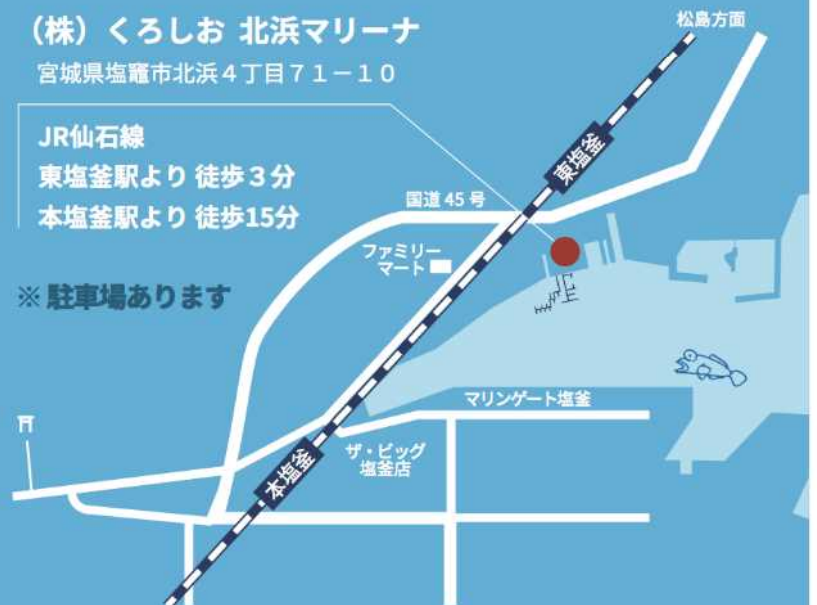 （株）くろしお 北浜マリーナ
宮城県塩竈市北浜４丁目７１－１０
JR仙石線
東塩釜駅より 徒歩３分
本塩釜駅より 徒歩15分
※ 駐車場あります
松島方面
東塩釜
国道 45 号
ファミリー
マート
マリンゲート塩釜
ザ・ビッグ
塩釜店
本塩釜